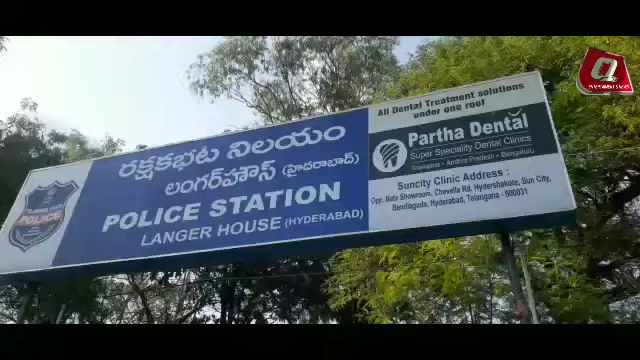 రక్షకభట నిలయం
లంగర్‌హౌస్ (హైదరాబాద్)
POLICE STATION
LANGER HOUSE (HYDERABAD)
POLICE
All Dental Treatment solutions
under one roof
Partha Dental
Super Speciality Dental Clinics
Telangana • Andhra Pradesh • Bengaluru
Suncity Clinic Address :
Opp. Bata Showroom, Chevella Rd. Hydershakote, Sun City,
Bandlaguda, Hyderabad, Telangana - 500031